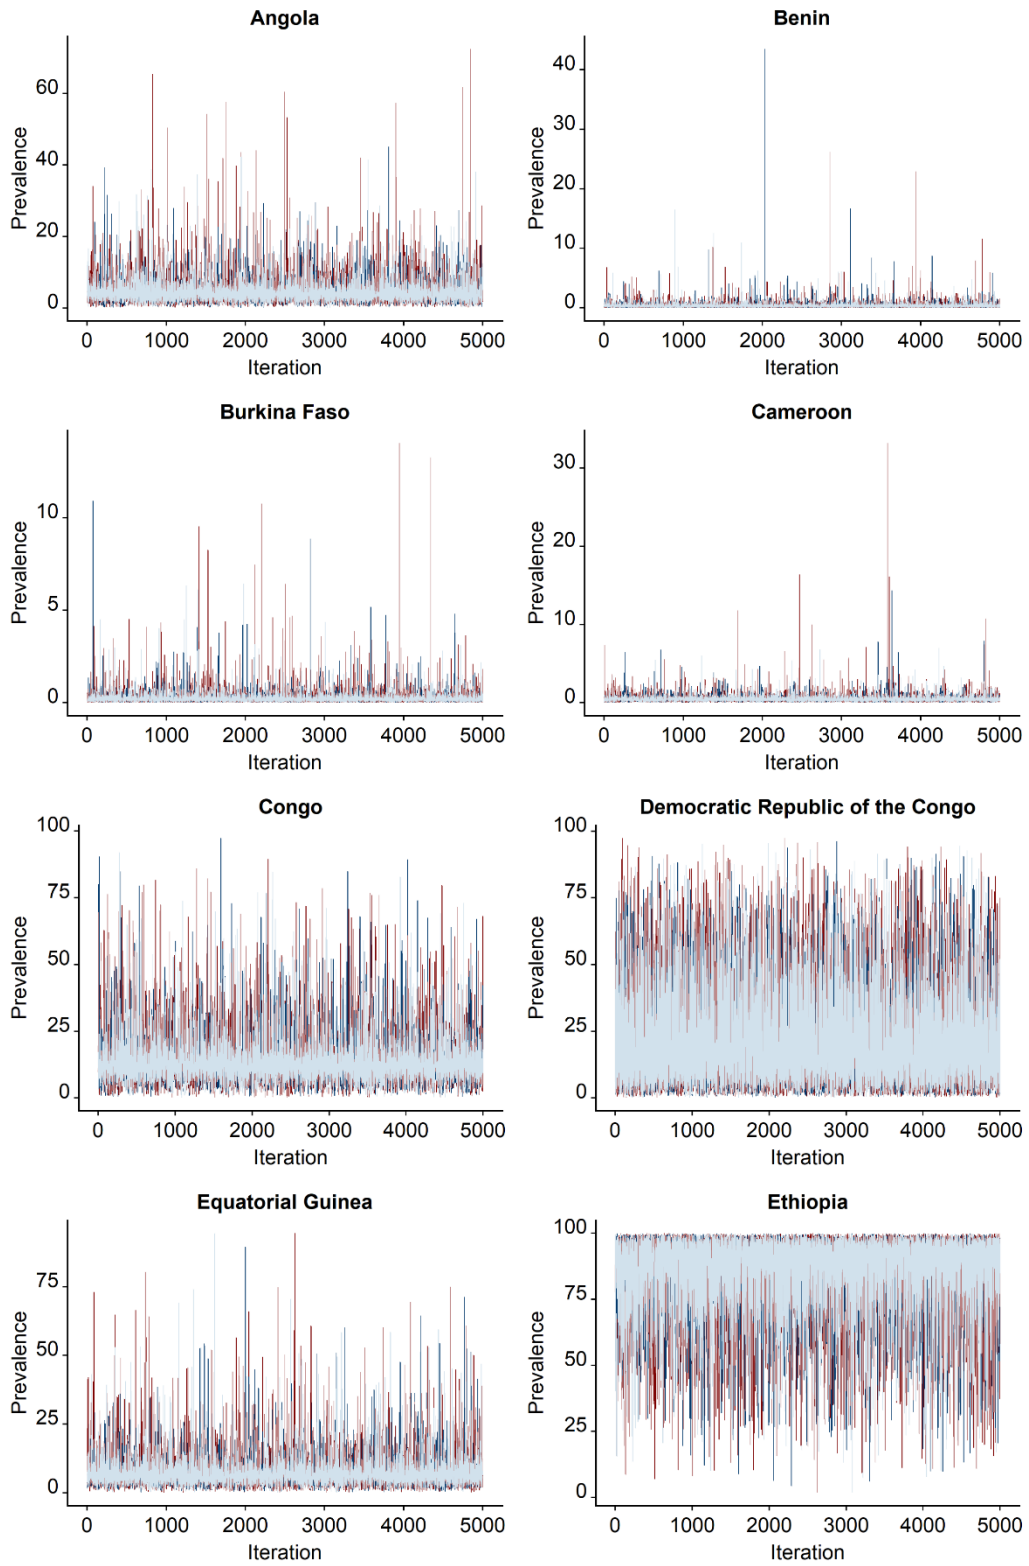 Angola
Benin
Prevalence
60
40
20
0
0 1000 2000 3000 4000 5000
Iteration
Prevalence
40
30
20
10
0
0 1000 2000 3000 4000 5000
Iteration
Burkina Faso
Cameroon
Prevalence
10
5
0
0 1000 2000 3000 4000 5000
Iteration
Prevalence
30
20
10
0
0 1000 2000 3000 4000 5000
Iteration
Congo
Democratic Republic of the Congo
Prevalence
100
75
50
25
0
0 1000 2000 3000 4000 5000
Iteration
Prevalence
100
75
50
25
0
0 1000 2000 3000 4000 5000
Iteration
Equatorial Guinea
Ethiopia
Prevalence
75
50
25
0
0 1000 2000 3000 4000 5000
Iteration
Prevalence
100
75
50
25
0
0 1000 2000 3000 4000 5000
Iteration